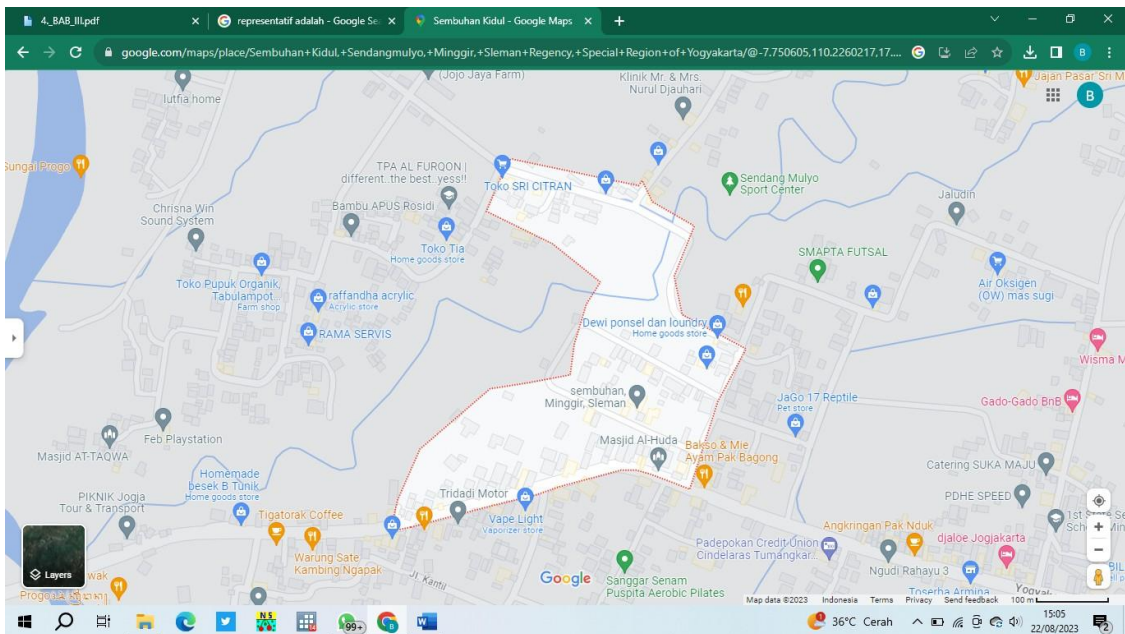 4._BAB_III.pdf
representatif adalah - Google Se
Sembuhan Kidul - Google Maps
google.com/maps/place/Sembuhan+Kidul,+Sendangmulyo,+Minggir,+Sleman+Regency,+Special+Region+of+Yogyakarta/@-7.750605,110.2260217,17....
B
(Jojo Jaya Farm)
Klinik Mr. & Mrs.
Nurul Djauhari
Jajan Pasar Sri M
B
lutfia home
Sungai Progo
TPA AL FURQON |
different..the best. yess!!
Toko SRI CITRAN
Sendang Mulyo
Sport Center
Jaludin
Chrisna Win
Sound System
Bambu APUS Rosidi
Toko Tia
Home goods store
SMAPTA FUTSAL
Toko Pupuk Organik,
Tabulampot..
Farm shop
raffandha acrylic
Acrylic store
Air Oksigen
(OW) mas sugi
RAMA SERVIS
Dewi ponsel dan loundry,
Home goods store
Wisma M
sembuhan,
Minggir, Sleman
JaGo 17 Reptile
Pet store
Gado-Gado BnB
Feb Playstation
Masjid AT-TAQWA
Masjid Al-Huda
Bakso & Mie
Ayam Pak Bagong
Catering SUKA MAJU
Homemade
besek B Tunik
Home goods store
PIKNIK Jogja
Tour & Transport
Tridadi Motor
PDHE SPEED
Tigatorak Coffee
Vape Light
Vaporizer store
1st State Se
Angkringan Pak Nduk
Padepokan Credit Union
Cindelaras Tumangkar...
djaloe Jogjakarta
Warung Sate
Kambing Ngapak
Layers
Google
Sanggar Senam
Puspita Aerobic Pilates
Ngudi Rahayu 3
Toserba Armina
Map data ©2023 Indonesia Terms Privacy Send feedback 100 m
99+
36°C Cerah
15:05
22/08/2023
2